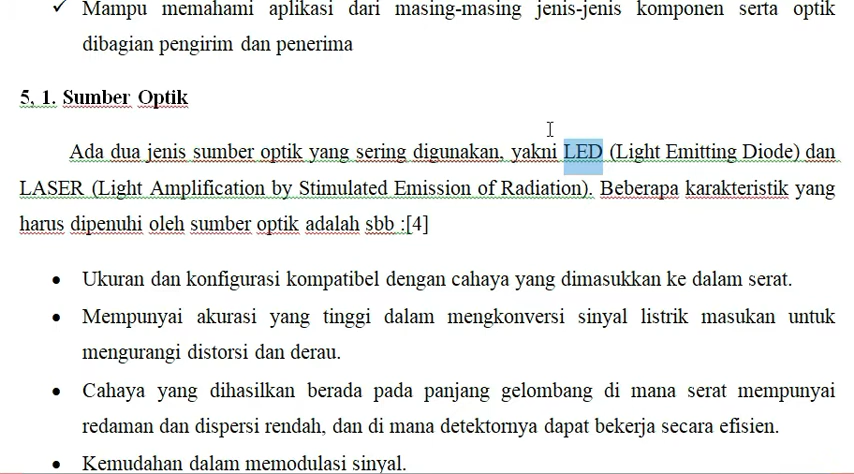 ✓ Mampu memahami aplikasi dari masing-masing jenis-jenis komponen serta optik
dibagian pengirim dan penerima
5, 1. Sumber Optik
Ada dua jenis sumber optik yang sering digunakan, yakni LED (Light Emitting Diode) dan
LASER (Light Amplification by Stimulated Emission of Radiation). Beberapa karakteristik yang
harus dipenuhi oleh sumber optik adalah sbb :[4]
• Ukuran dan konfigurasi kompatibel dengan cahaya yang dimasukkan ke dalam serat.
• Mempunyai akurasi yang tinggi dalam mengkonversi sinyal listrik masukan untuk
mengurangi distorsi dan derau.
• Cahaya yang dihasilkan berada pada panjang gelombang di mana serat mempunyai
redaman dan dispersi rendah, dan di mana detektornya dapat bekerja secara efisien.
• Kemudahan dalam memodulasi sinyal.